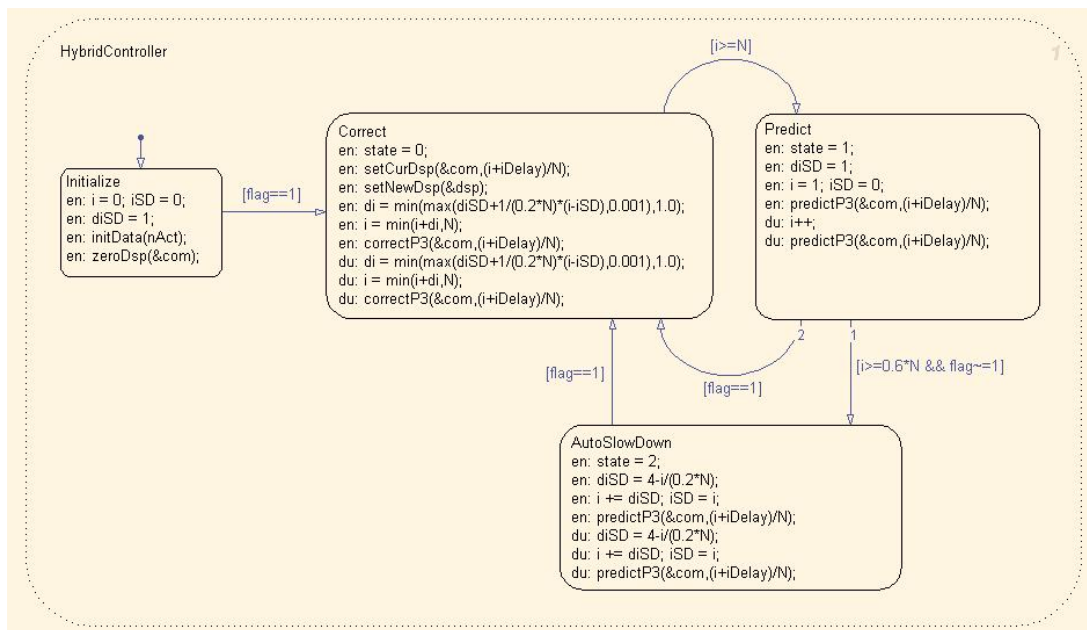 HybridController
1
[i>=N]
Initialize
en: i = 0; iSD = 0;
en: diSD = 1;
en: initData(nAct);
en: zeroDsp(&com);
[flag==1]
Correct
en: state = 0;
en: setCurDsp(&com,(i+iDelay)/N);
en: setNewDsp(&dsp);
en: di = min(max(diSD+1/(0.2*N)*(i-iSD),0.001),1.0);
en: i = min(i+di,N);
en: correctP3(&com,(i+iDelay)/N);
du: di = min(max(diSD+1/(0.2*N)*(i-iSD),0.001),1.0);
du: i = min(i+di,N);
du: correctP3(&com,(i+iDelay)/N);
Predict
en: state = 1;
en: diSD = 1;
en: i = 1; iSD = 0;
en: predictP3(&com,(i+iDelay)/N);
du: i++;
du: predictP3(&com,(i+iDelay)/N);
2
1
[flag==1]
[flag==1]
[i>=0.6*N && flag~=1]
AutoSlowDown
en: state = 2;
en: diSD = 4-i/(0.2*N);
en: i += diSD; iSD = i;
en: predictP3(&com,(i+iDelay)/N);
du: diSD = 4-i/(0.2*N);
du: i += diSD; iSD = i;
du: predictP3(&com,(i+iDelay)/N);